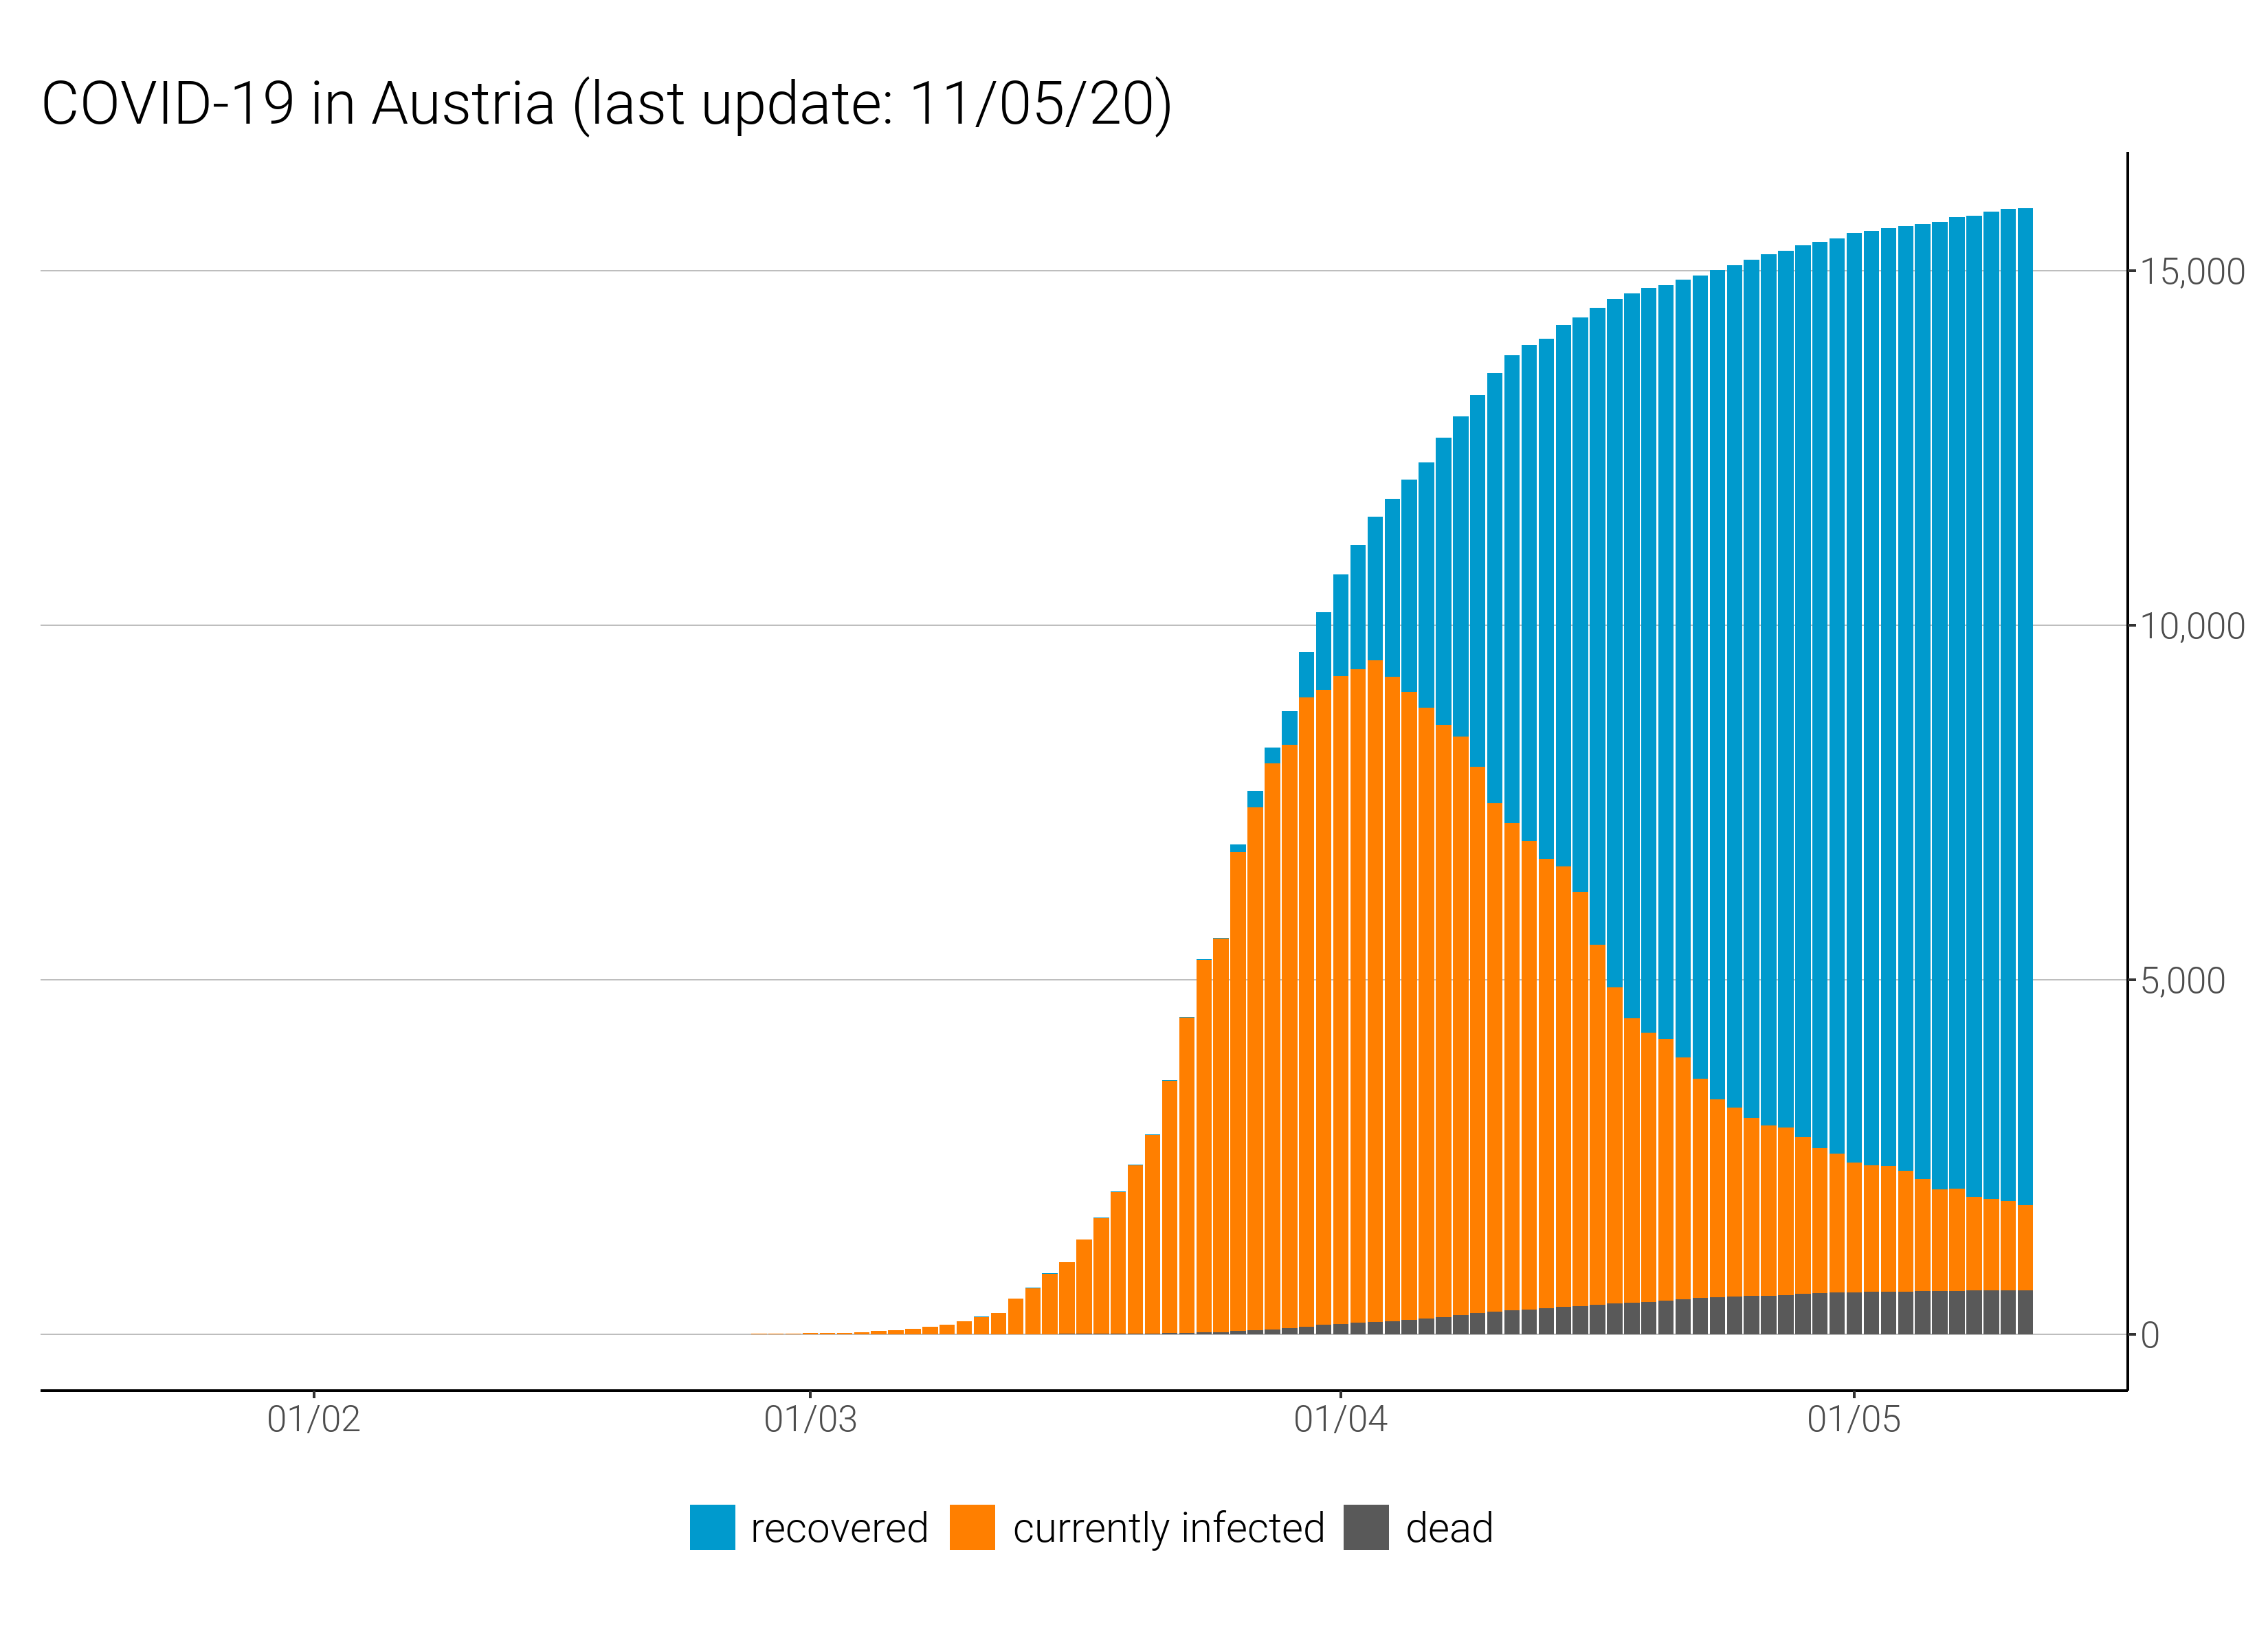 COVID-19 in Austria (last update: 11/05/20)
15,000
10,000
5,000
0
01/02 01/03 01/04 01/05
recovered currently infected dead